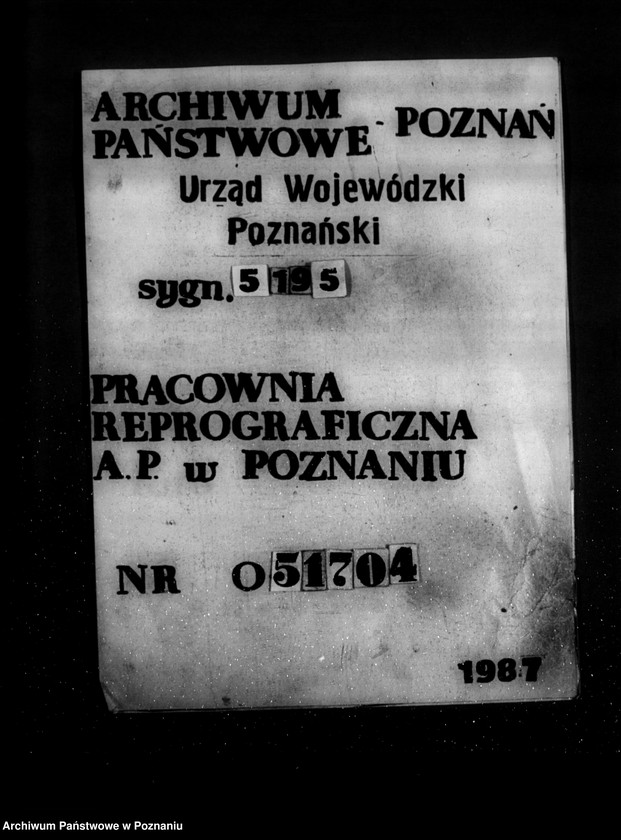 ARCHIWUM
PAŃSTWOWE - POZNAŃ
Urząd Wojewódzki
Poznański
sygn. 5195
PRACOWNIA
REPROGRAFICZNA
A.P. w POZNANIU
NR O51704
1987
Archiwum Państwowe w Poznaniu